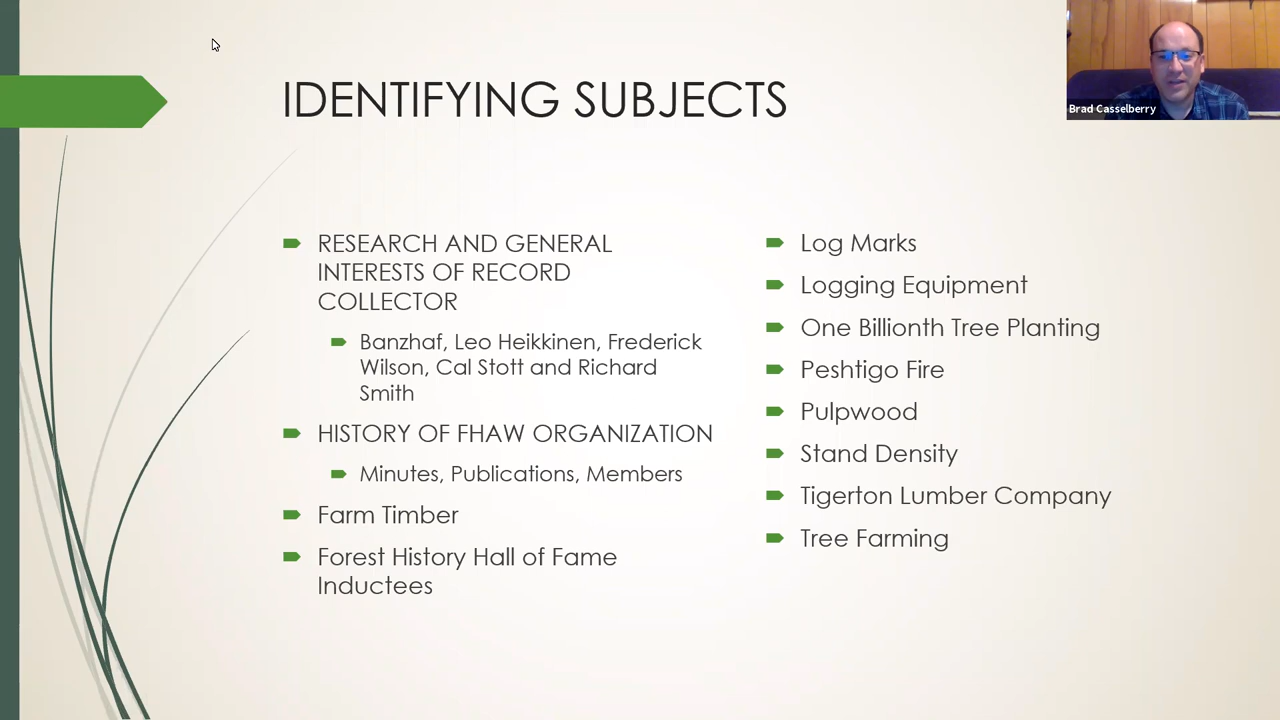 IDENTIFYING SUBJECTS
Brad Casselberry
RESEARCH AND GENERAL
INTERESTS OF RECORD
COLLECTOR
Banzhaf, Leo Heikkinen, Frederick
Wilson, Cal Stott and Richard
Smith
HISTORY OF FHAW ORGANIZATION
Minutes, Publications, Members
Farm Timber
Forest History Hall of Fame
Inductees
Log Marks
Logging Equipment
One Billionth Tree Planting
Peshtigo Fire
Pulpwood
Stand Density
Tigerton Lumber Company
Tree Farming